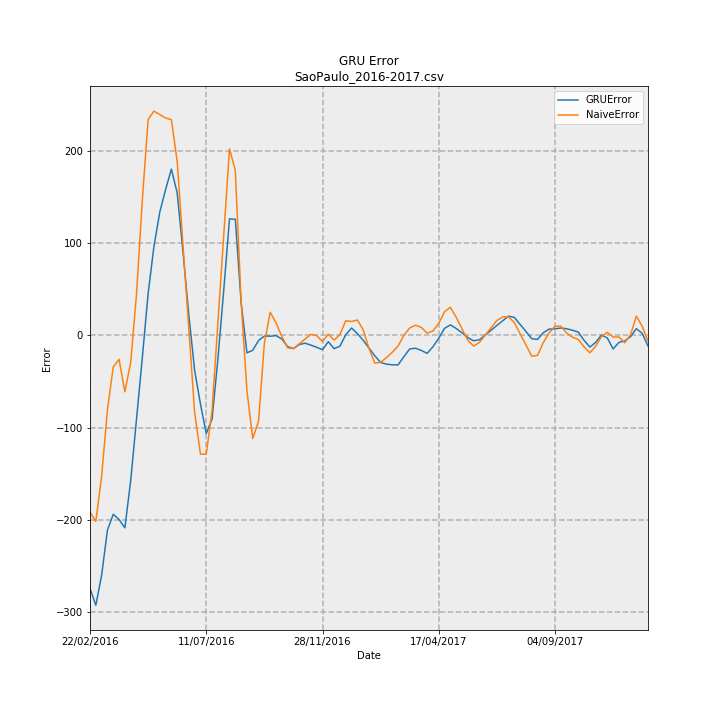 GRU Error
SaoPaulo_2016-2017.csv
GRUError
NaiveError
200
100
0
−100
−200
−300
Error
22/02/2016
11/07/2016
28/11/2016
17/04/2017
04/09/2017
Date